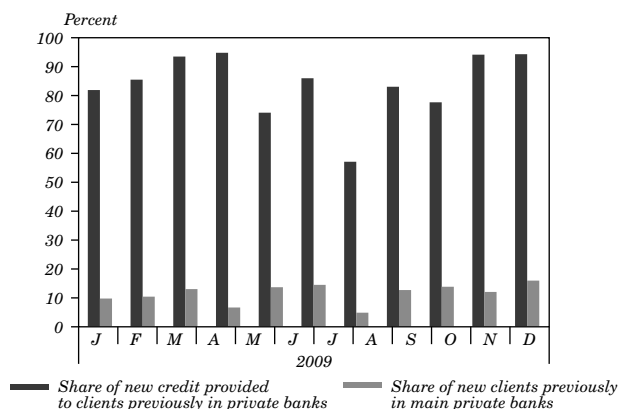 Percent
100
90
80
70
60
50
40
30
20
10
0
J F M A M J J A S O N D
2009
Share of new credit provided
to clients previously in private banks
Share of new clients previously
in main private banks